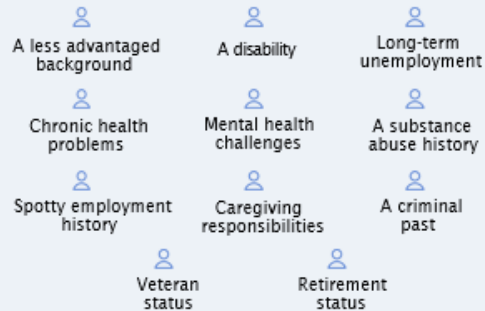 A less advantaged
background
A disability
Long-term
unemployment
Chronic health
problems
Mental health
challenges
A substance
abuse history
Spotty employment
history
Caregiving
responsibilities
A criminal
past
Veteran
status
Retirement
status